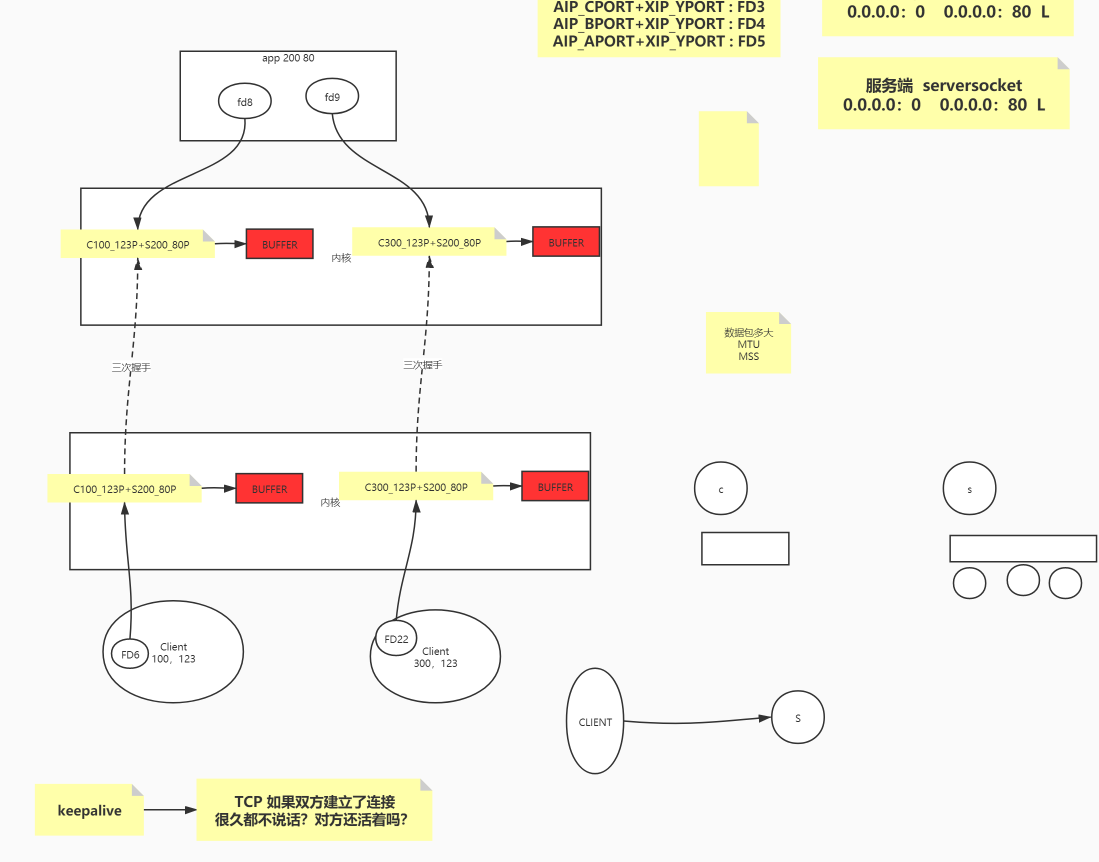 AIP_CPORT+XIP_YPORT : FD3
AIP_BPORT+XIP_YPORT : FD4
AIP_APORT+XIP_YPORT : FD5
0.0.0.0：0 0.0.0.0：80 L
服务端 serversocket
0.0.0.0：0 0.0.0.0：80 L
app 200 80
fd8
fd9
C100_123P+S200_80P
BUFFER
内核
C300_123P+S200_80P
BUFFER
三次握手
三次握手
数据包多大
MTU
MSS
C100_123P+S200_80P
BUFFER
内核
C300_123P+S200_80P
BUFFER
c
s
FD6
Client
100，123
FD22
Client
300，123
CLIENT
S
keepalive
TCP 如果双方建立了连接
很久都不说话？对方还活着吗？